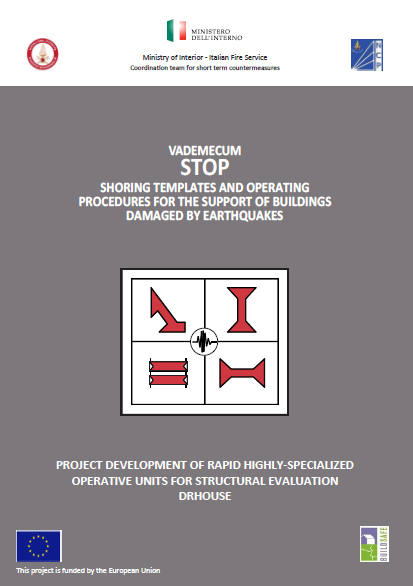 MINISTERO
DELL'INTERNO
Ministry of Interior - Italian Fire Service
Coordination team for short term countermeasures
VADEMECUM
STOP
SHORING TEMPLATES AND OPERATING
PROCEDURES FOR THE SUPPORT OF BUILDINGS
DAMAGED BY EARTHQUAKES
PROJECT DEVELOPMENT OF RAPID HIGHLY-SPECIALIZED
OPERATIVE UNITS FOR STRUCTURAL EVALUATION
DRHOUSE
BUILDSAFE
This project is funded by the European Union